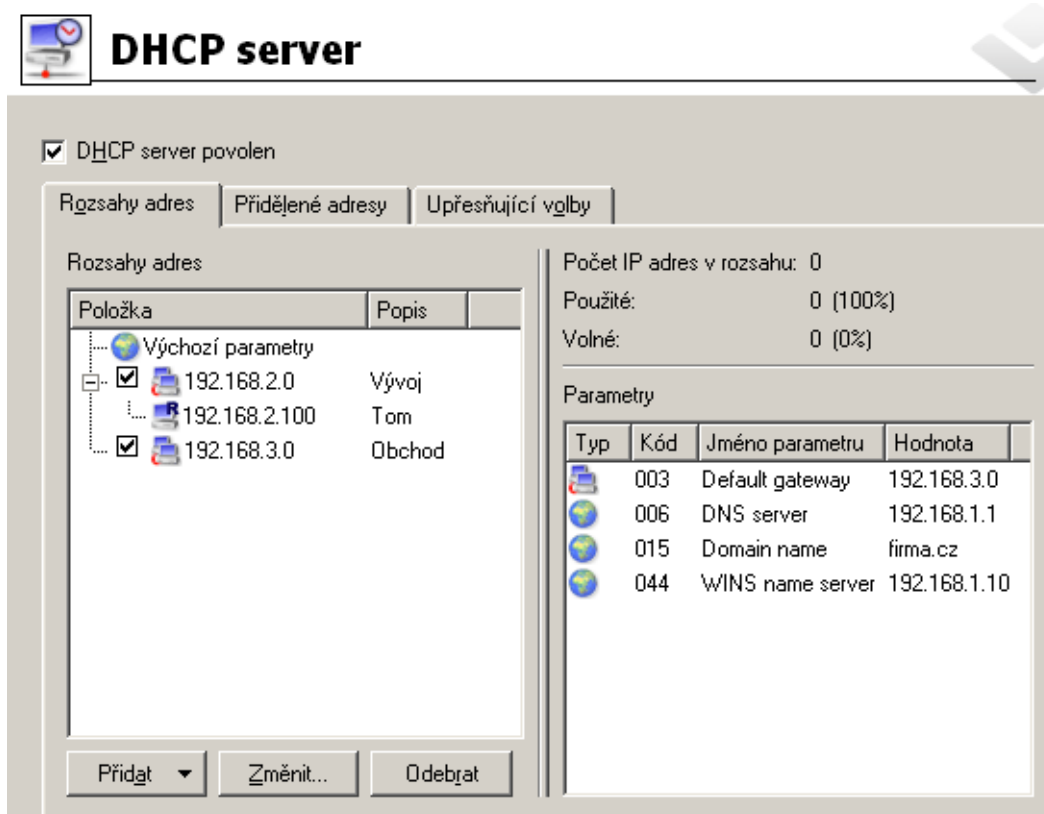 DHCP server
DHCP server povolen
Rozsahy adres Přidělené adresy Upřesňující volby
Rozsahy adres
Položka Popis
Výchozí parametry
192.168.2.0 Vývoj
192.168.2.100 Tom
192.168.3.0 Obchod
Přidat Změnit... Odebrat
Počet IP adres v rozsahu: 0
Použité: 0 (100%)
Volné: 0 (0%)
Parametry
Typ Kód Jméno parametru Hodnota
003 Default gateway 192.168.3.0
006 DNS server 192.168.1.1
015 Domain name firma.cz
044 WINS name server 192.168.1.10